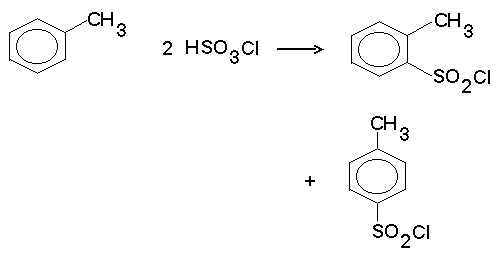 CH3 2 HSO3Cl CH3
SO2Cl
CH3
+
SO2Cl